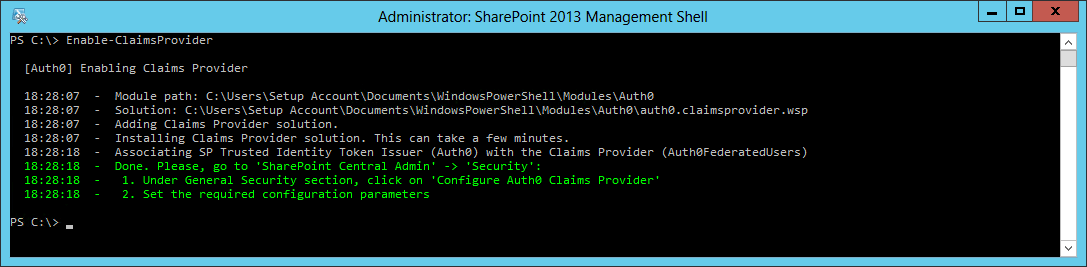 Administrator: SharePoint 2013 Management Shell
PS C:\> Enable-ClaimsProvider
[Auth0] Enabling Claims Provider
18:28:07 - Module path: C:\Users\Setup Account\Documents\WindowsPowerShell\Modules\Auth0
18:28:07 - Solution: C:\Users\Setup Account\Documents\WindowsPowerShell\Modules\Auth0\auth0.claimsprovider.wsp
18:28:07 - Adding Claims Provider solution.
18:28:07 - Installing Claims Provider solution. This can take a few minutes.
18:28:18 - Associating SP Trusted Identity Token Issuer (Auth0) with the Claims Provider (Auth0FederatedUsers)
18:28:18 - Done. Please, go to 'SharePoint Central Admin' -> 'Security':
18:28:18 - 1. Under General Security section, click on 'Configure Auth0 Claims Provider'
18:28:18 - 2. Set the required configuration parameters
PS C:\>